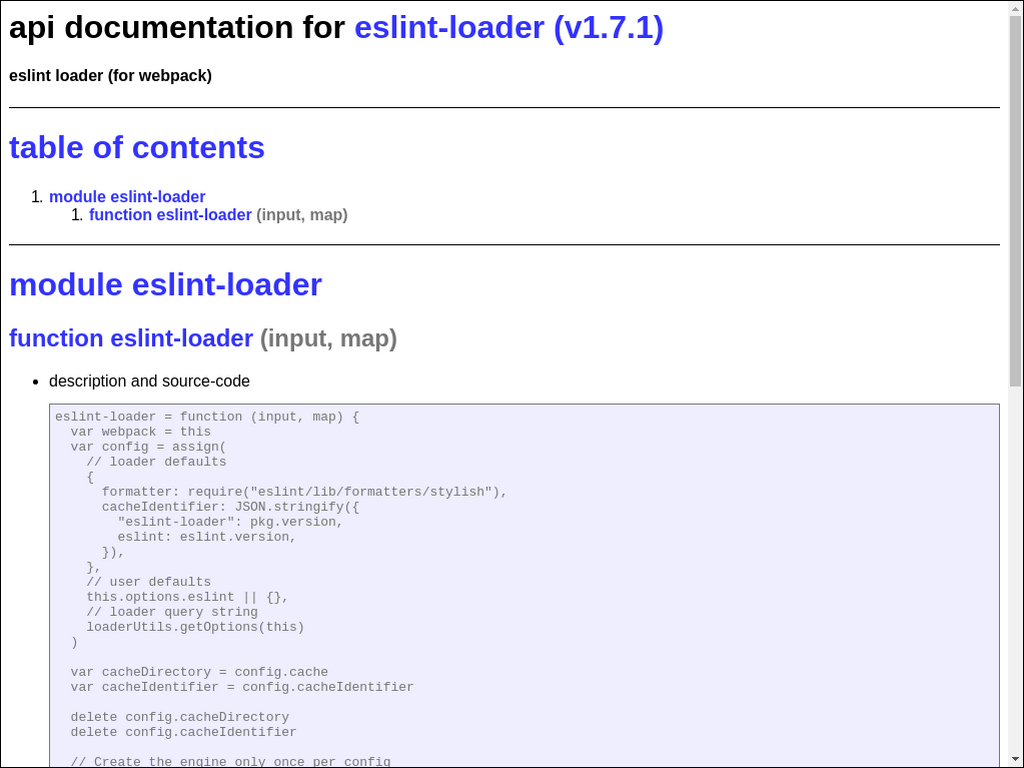 api documentation for eslint-loader (v1.7.1)
eslint loader (for webpack)
table of contents
1. module eslint-loader
1. function eslint-loader (input, map)
module eslint-loader
function eslint-loader (input, map)
• description and source-code
eslint-loader = function (input, map) {
  var webpack = this
  var config = assign(
    // loader defaults
    {
      formatter: require("eslint/lib/formatters/stylish"),
      cacheIdentifier: JSON.stringify({
        "eslint-loader": pkg.version,
        eslint: eslint.version,
      }),
    },
    // user defaults
    this.options.eslint || {},
    // loader query string
    loaderUtils.getOptions(this)
  )
  var cacheDirectory = config.cache
  var cacheIdentifier = config.cacheIdentifier
  delete config.cacheDirectory
  delete config.cacheIdentifier
  // Create the engine only once per config